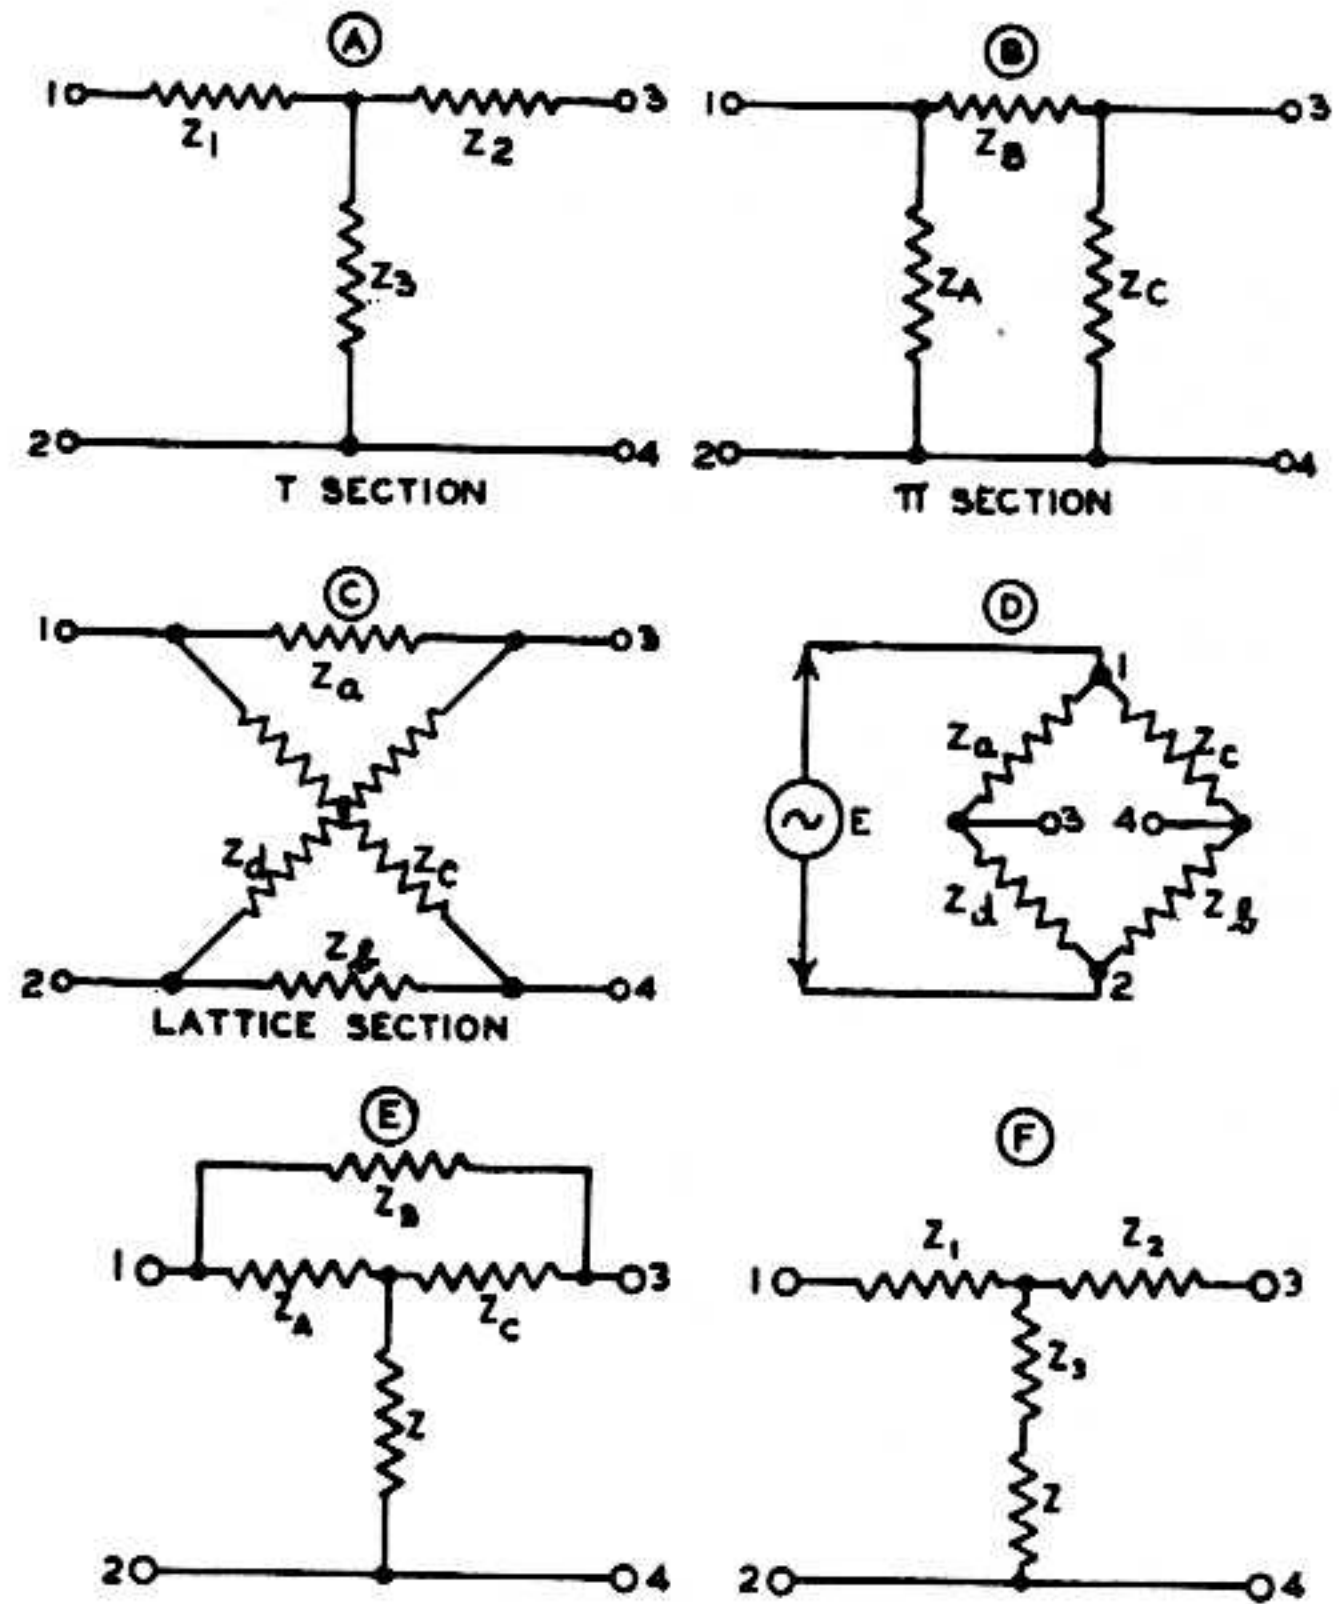 A
1 Z1 Z2 3
Z3
2 4
T SECTION
B
1 ZB 3
ZA ZC
2 4
π SECTION
C
1 Za 3
Zd Zc
2 Zb 4
LATTICE SECTION
D
1
Za Zc
~ E 3 4
Zd Zb
2
E
ZB
1 ZA ZC 3
Z
2 4
F
Z1 Z2
1 3
Z3
Z
2 4